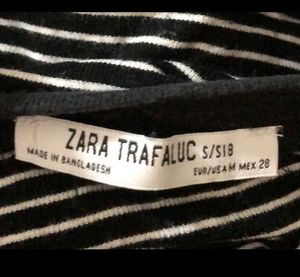 ZARA TRAFALUC S/S18
MADE IN BANGLADESH
EUR/USA M MEX 28